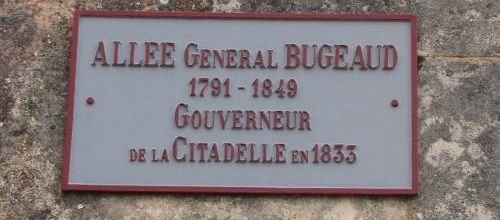 ALLEE GENERAL BUGEAUD
1791 - 1849
GOUVERNEUR
DE LA CITADELLE EN 1833